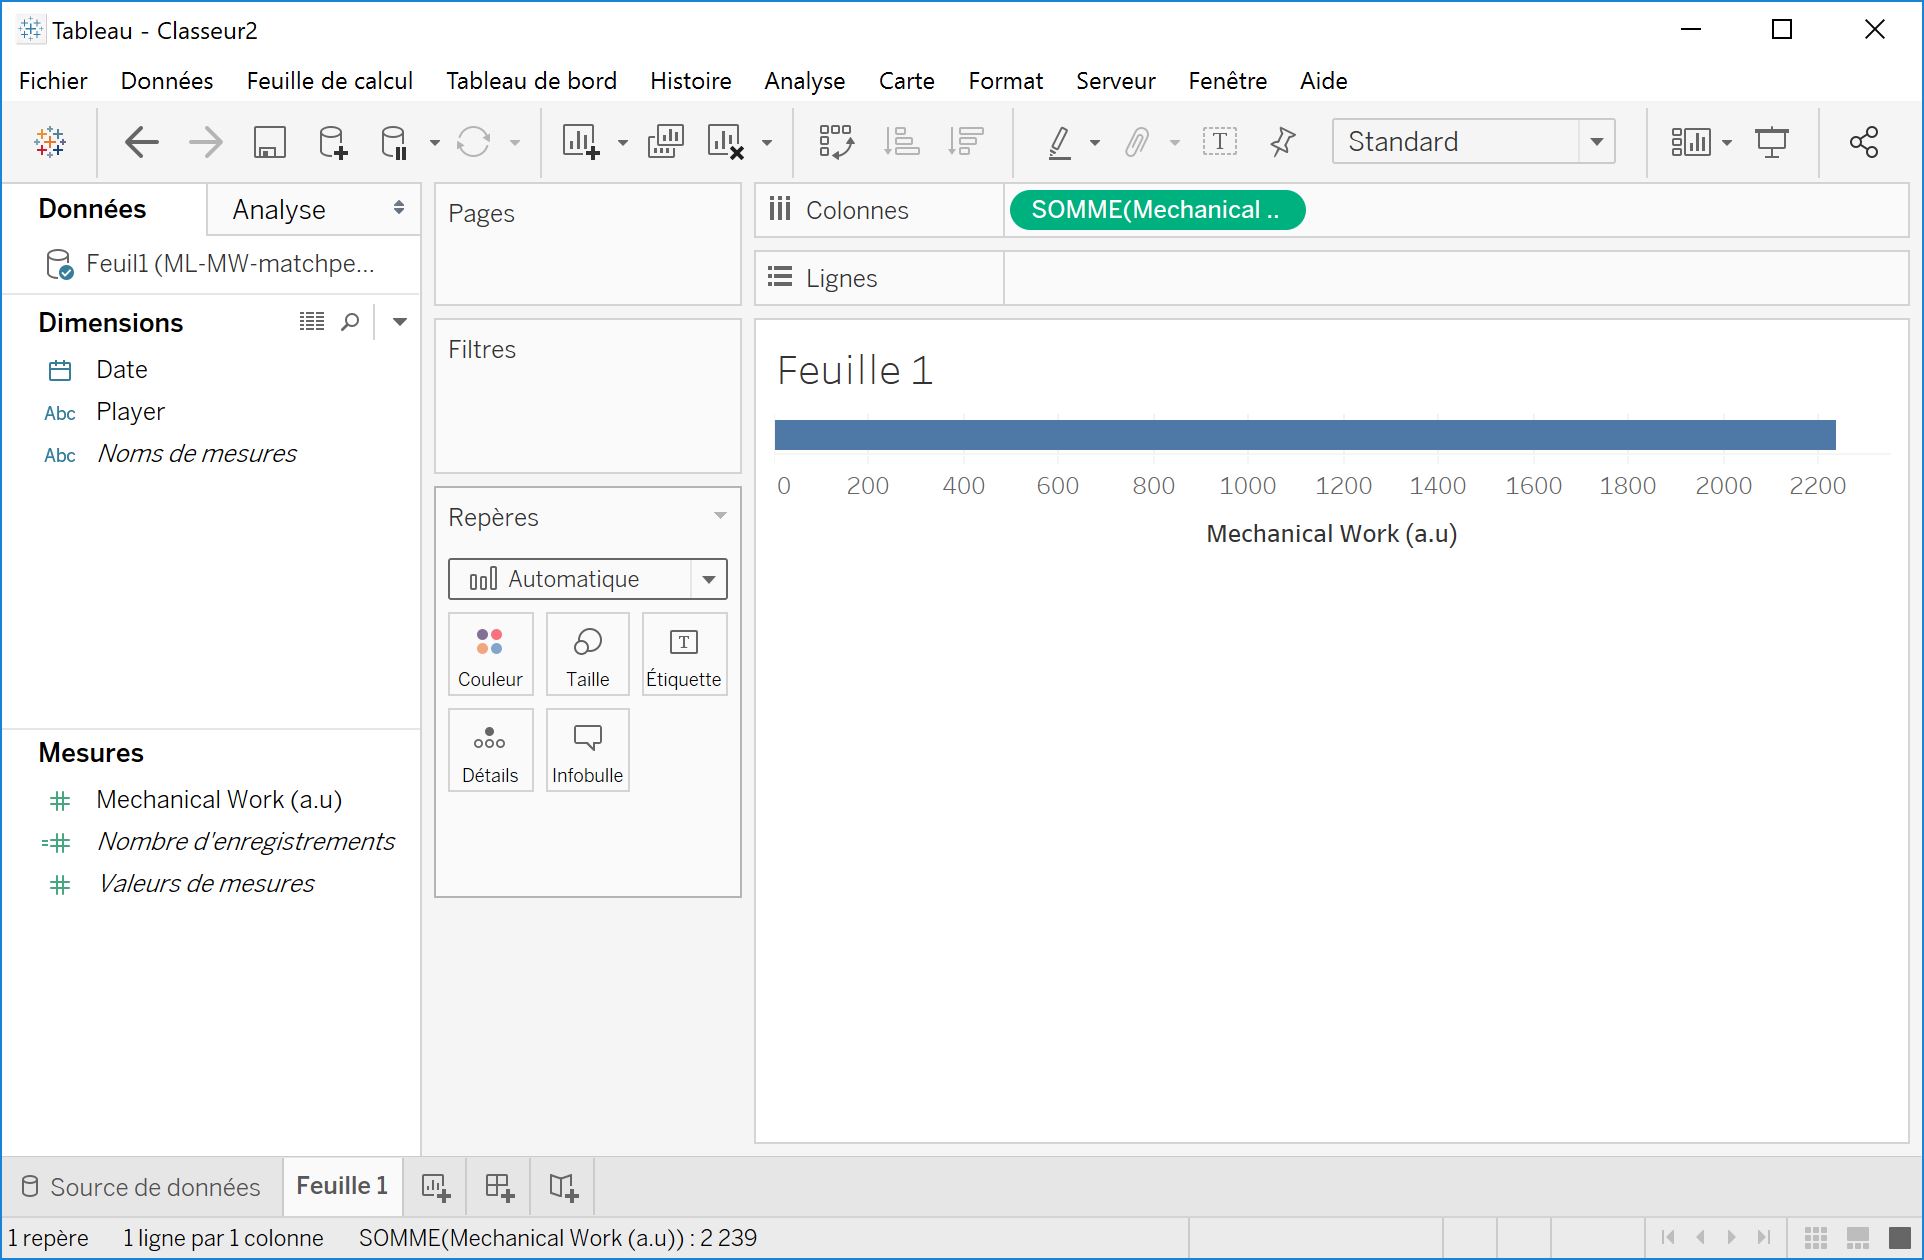 Tableau - Classeur2
Fichier Données Feuille de calcul Tableau de bord Histoire Analyse Carte Format Serveur Fenêtre Aide
T Standard
Données Analyse
Feuil1 (ML-MW-matchpe...
Dimensions
Date
Abc Player
Abc Noms de mesures
Mesures
Mechanical Work (a.u)
Nombre d'enregistrements
Valeurs de mesures
Pages
Filtres
Repères
Automatique
Couleur Taille T Étiquette
Détails Infobulle
Colonnes SOMME(Mechanical ..
Lignes
Feuille 1
0 200 400 600 800 1000 1200 1400 1600 1800 2000 2200
Mechanical Work (a.u)
Source de données Feuille 1
1 repère 1 ligne par 1 colonne SOMME(Mechanical Work (a.u)) : 2 239